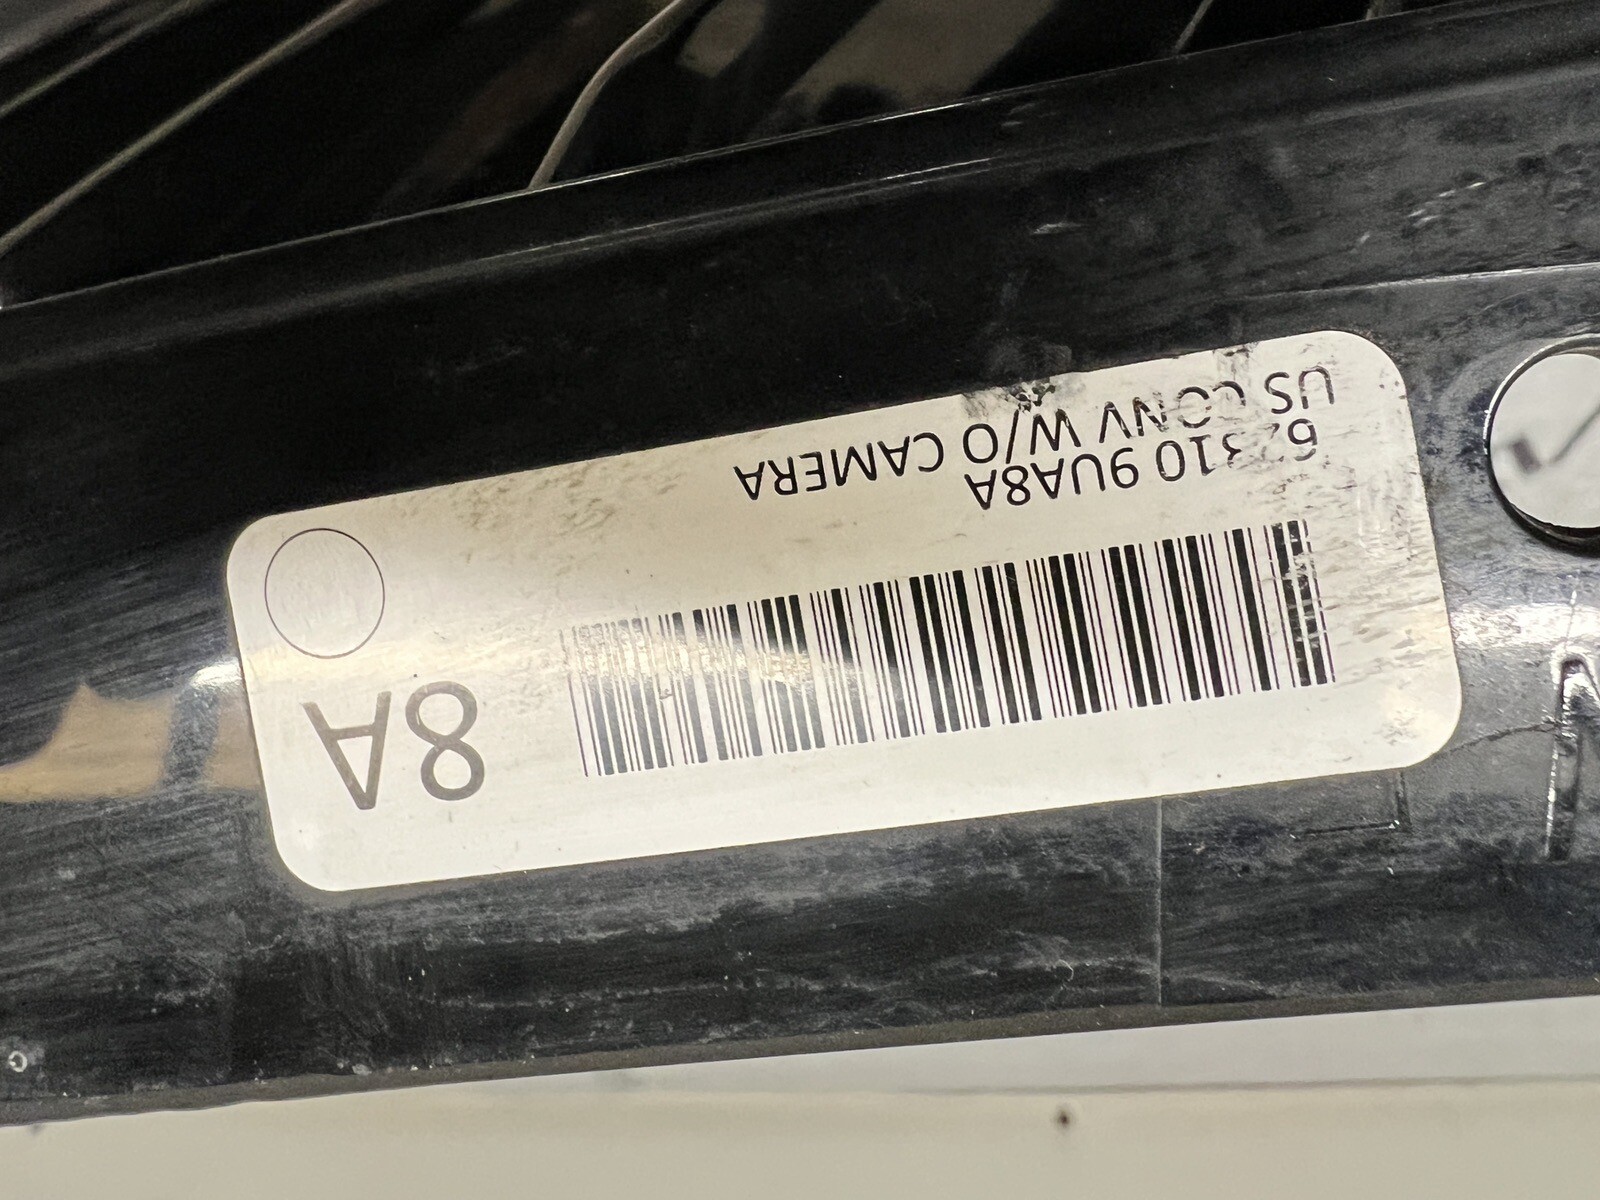 8A
62310 9UA8A
US CONV W/O CAMERA